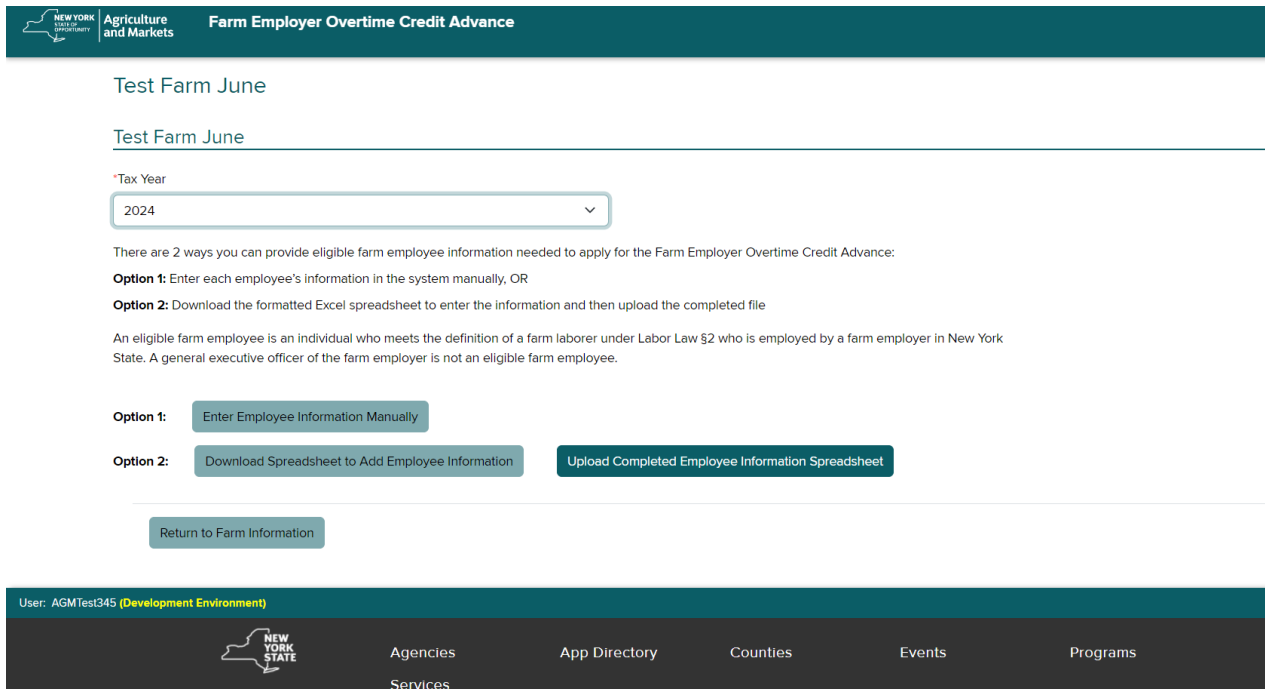 NEW YORK
STATE OF
OPPORTUNITY
Agriculture
and Markets
Farm Employer Overtime Credit Advance
Test Farm June
Test Farm June
*Tax Year
2024
There are 2 ways you can provide eligible farm employee information needed to apply for the Farm Employer Overtime Credit Advance:
Option 1: Enter each employee’s information in the system manually, OR
Option 2: Download the formatted Excel spreadsheet to enter the information and then upload the completed file
An eligible farm employee is an individual who meets the definition of a farm laborer under Labor Law §2 who is employed by a farm employer in New York
State. A general executive officer of the farm employer is not an eligible farm employee.
Option 1: Enter Employee Information Manually
Option 2: Download Spreadsheet to Add Employee Information Upload Completed Employee Information Spreadsheet
Return to Farm Information
User: AGMTest345 (Development Environment)
NEW
YORK
STATE
Agencies App Directory Counties Events Programs
Services